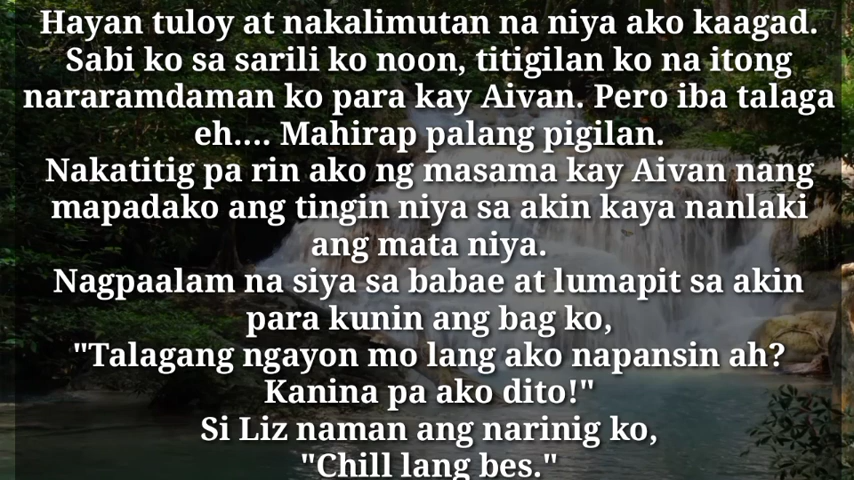 Hayan tuloy at nakalimutan na niya ako kaagad.
Sabi ko sa sarili ko noon, titigilan ko na itong
nararamdaman ko para kay Aivan. Pero iba talaga
eh.... Mahirap palang pigilan.
Nakatitig pa rin ako ng masama kay Aivan nang
mapadako ang tingin niya sa akin kaya nanlaki
ang mata niya.
Nagpaalam na siya sa babae at lumapit sa akin
para kunin ang bag ko,
"Talagang ngayon mo lang ako napansin ah?
Kanina pa ako dito!"
Si Liz naman ang narinig ko,
"Chill lang bes."